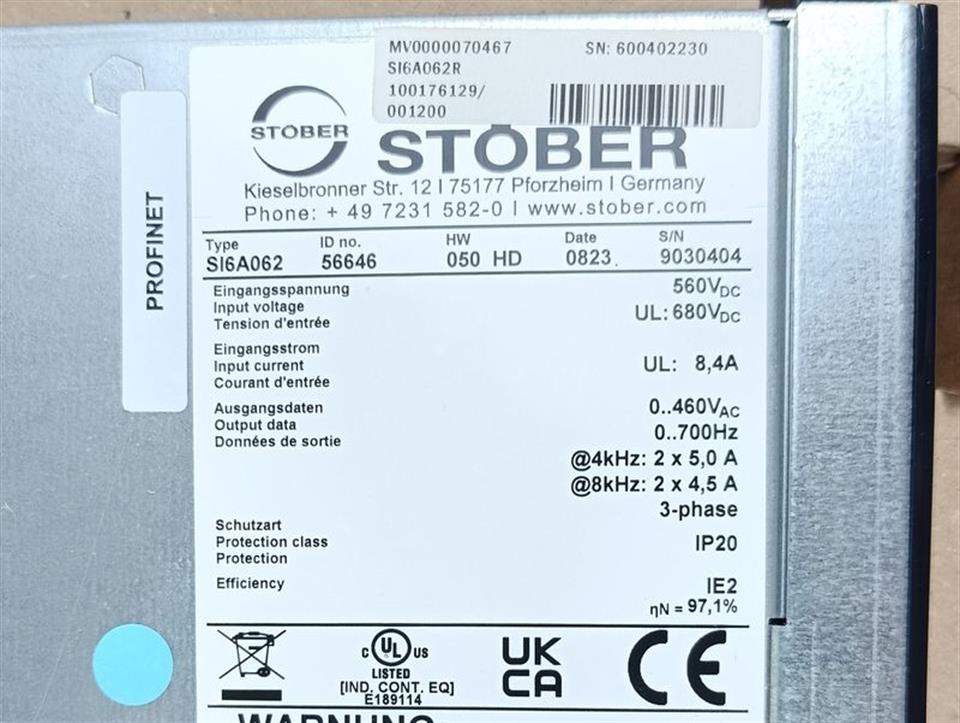 MV0000070467 SN: 600402230
SI6A062R
100176129/
001200
PROFINET
STÖBER
STÖBER
Kieselbronner Str. 12 I 75177 Pforzheim I Germany
Phone: + 49 7231 582-0 I www.stober.com
Type ID no. HW Date S/N
SI6A062 56646 050 HD 0823 9030404
Eingangsspannung 560VDC
Input voltage UL: 680VDC
Tension d'entrée
Eingangsstrom
Input current UL: 8,4A
Courant d'entrée
Ausgangsdaten 0..460VAC
Output data 0..700Hz
Données de sortie
@4kHz: 2 x 5,0 A
@8kHz: 2 x 4,5 A
3-phase
Schutzart
Protection class IP20
Protection
Efficiency IE2
ηN = 97,1%
c UL US
LISTED
[IND. CONT. EQ]
E189114
UK
CA
CE
WARNUNG